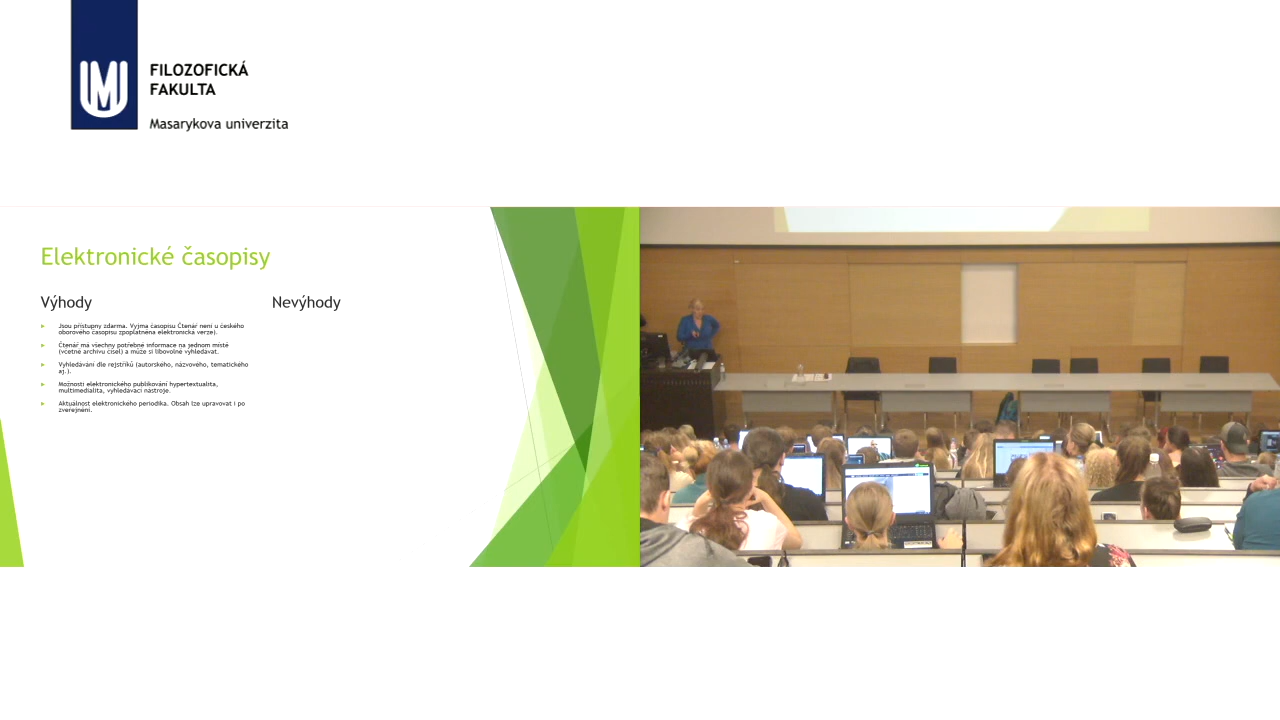 FILOZOFICKÁ
FAKULTA
Masarykova univerzita
Elektronické časopisy
Výhody
Jsou přístupny zdarma. Vyjma časopisu Čtenář není u českého
oborového časopisu zpoplatněna elektronická verze).
Čtenář má všechny potřebné informace na jednom místě
(včetně archivu čísel) a může si libovolně vyhledávat.
Vyhledávání dle rejstříků (autorského, názvového, tematického
aj.).
Možnosti elektronického publikování hypertextualita,
multimedialita, vyhledávací nástroje.
Aktuálnost elektronického periodika. Obsah lze upravovat i po
zveřejnění.
Nevýhody